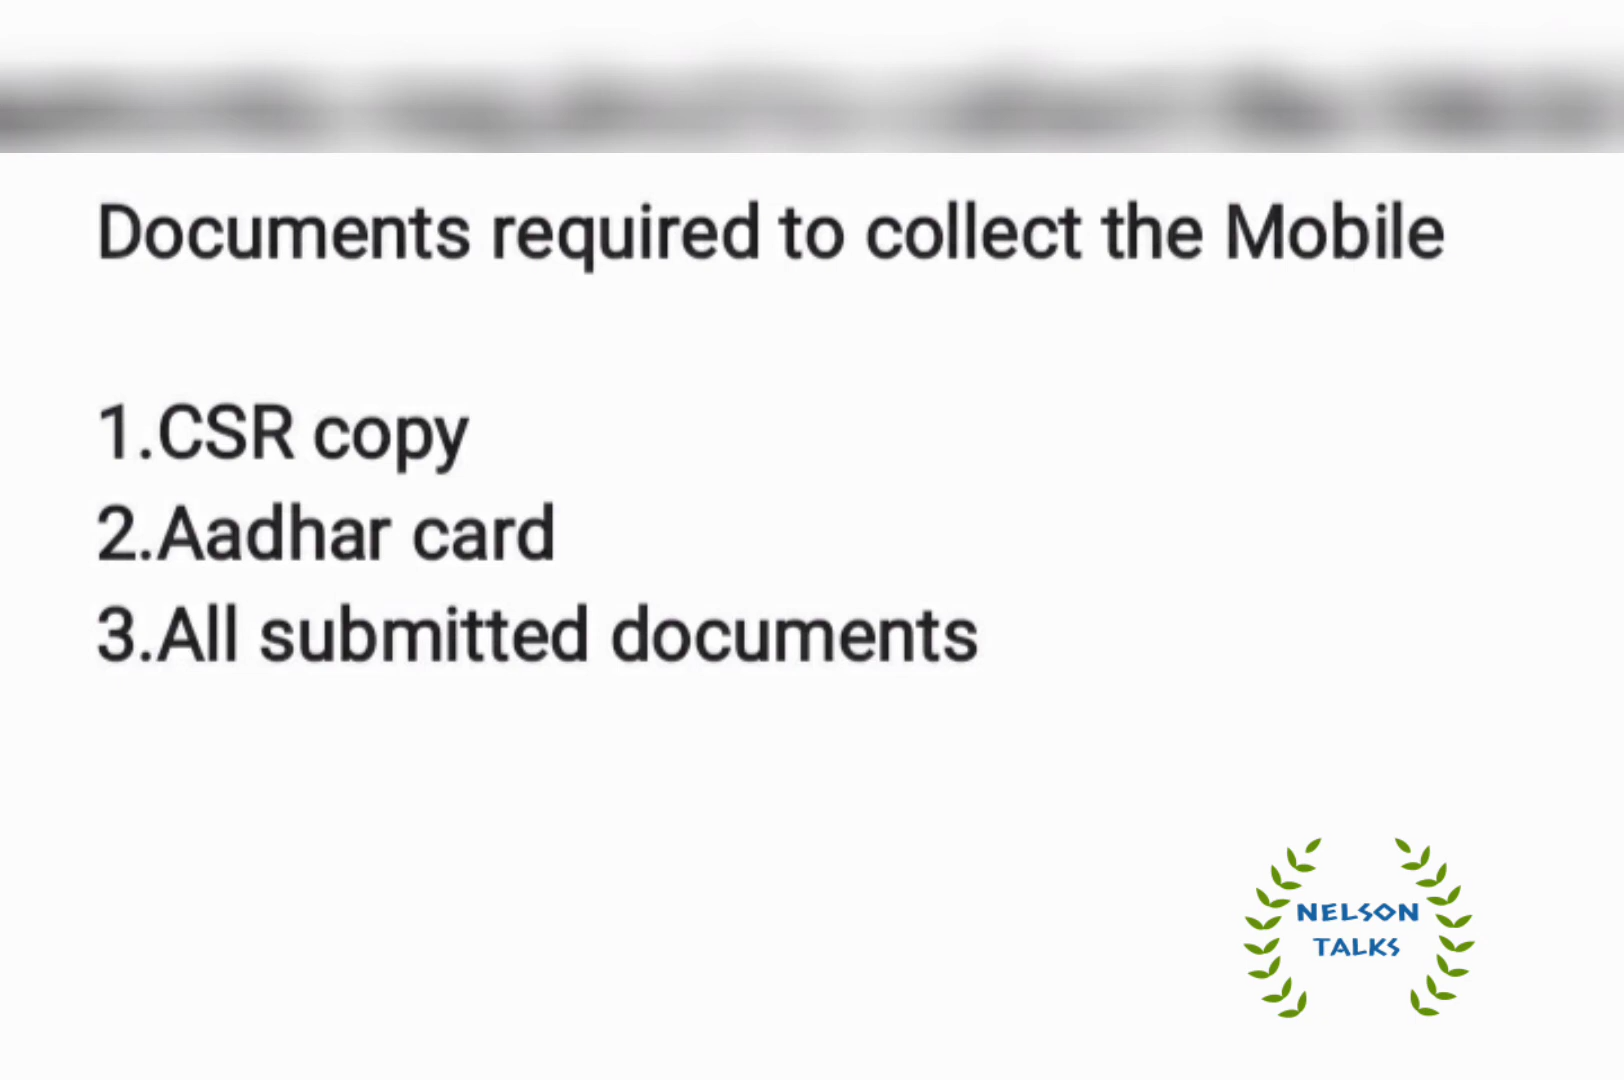 Documents required to collect the Mobile
1.CSR copy
2.Aadhar card
3.All submitted documents
NELSON
TALKS